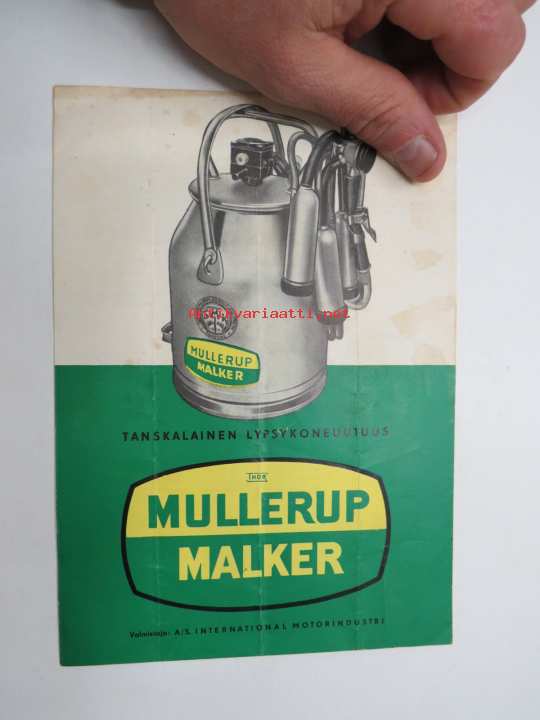 Antikvariaatti.net
MULLERUP
MALKER
TANSKALAINEN LYPSYKONEUUTUUS
THOR
MULLERUP
MALKER
Valmistaja: A/S. INTERNATIONAL MOTORINDUSTRI